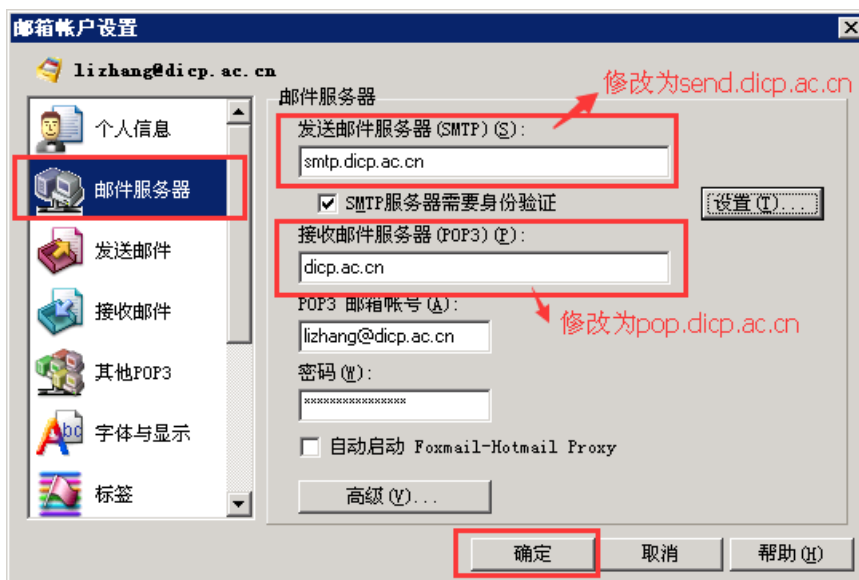 邮箱帐户设置
lizhang@dicp.ac.cn
修改为send.dicp.ac.cn
个人信息
邮件服务器
发送邮件
接收邮件
其他POP3
字体与显示
Abc
标签
邮件服务器
发送邮件服务器(SMTP)(S):
smtp.dicp.ac.cn
SMTP服务器需要身份验证
设置(T)...
接收邮件服务器(POP3)(P):
dicp.ac.cn
修改为pop.dicp.ac.cn
POP3 邮箱帐号(A):
lizhang@dicp.ac.cn
密码(W):
****************
自动启动 Foxmail-Hotmail Proxy
高级(V)...
确定
取消
帮助(H)